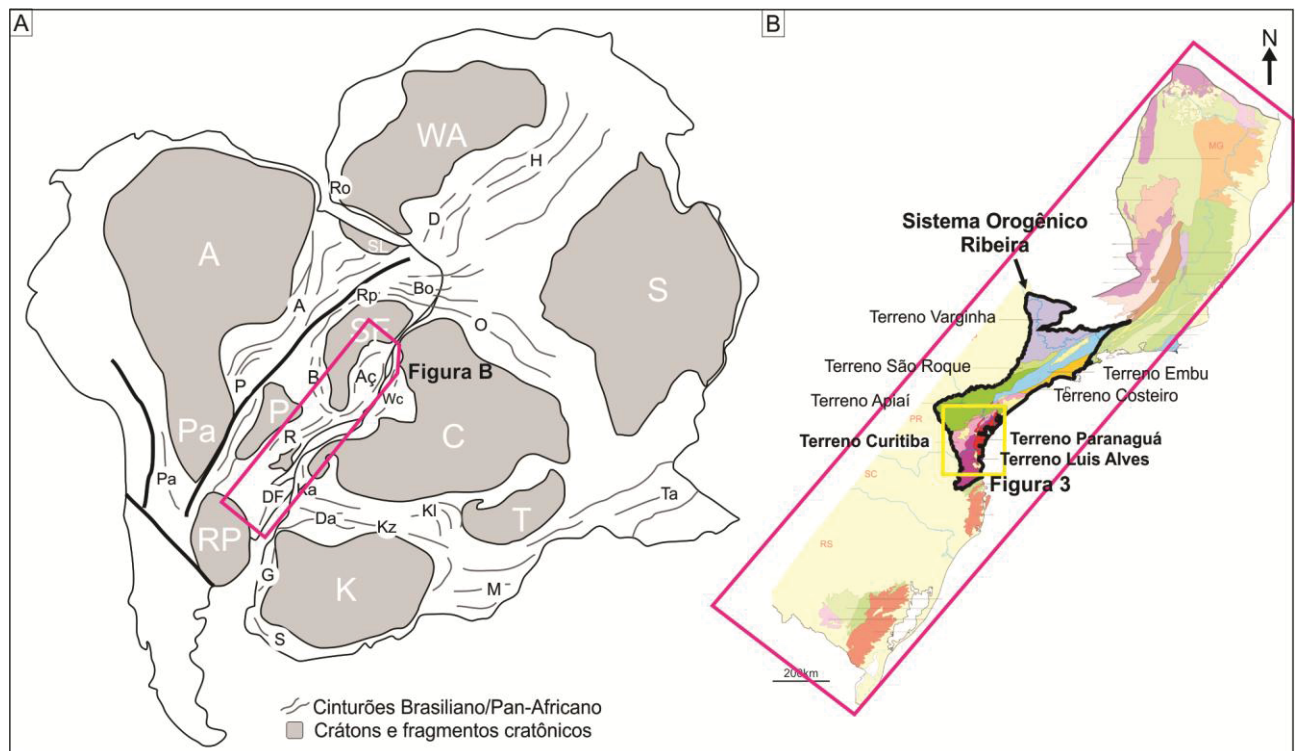 A
B
N
WA
H
Ro
D
SL
A
S
A
Rp
Bo
SF
O
P
B
Aç
Figura B
Wc
P
Pa
R
C
Pa
Ka
DF
Ta
RP
Da
Kz
Kl
T
G
K
M
S
Cinturões Brasiliano/Pan-Africano
Crátons e fragmentos cratônicos
MG
Sistema Orogênico
Ribeira
Terreno Varginha
Terreno São Roque
Terreno Embu
Terreno Apiaí
Terreno Costeiro
PR
Terreno Curitiba
Terreno Paranaguá
Terreno Luis Alves
SC
Figura 3
RS
200km